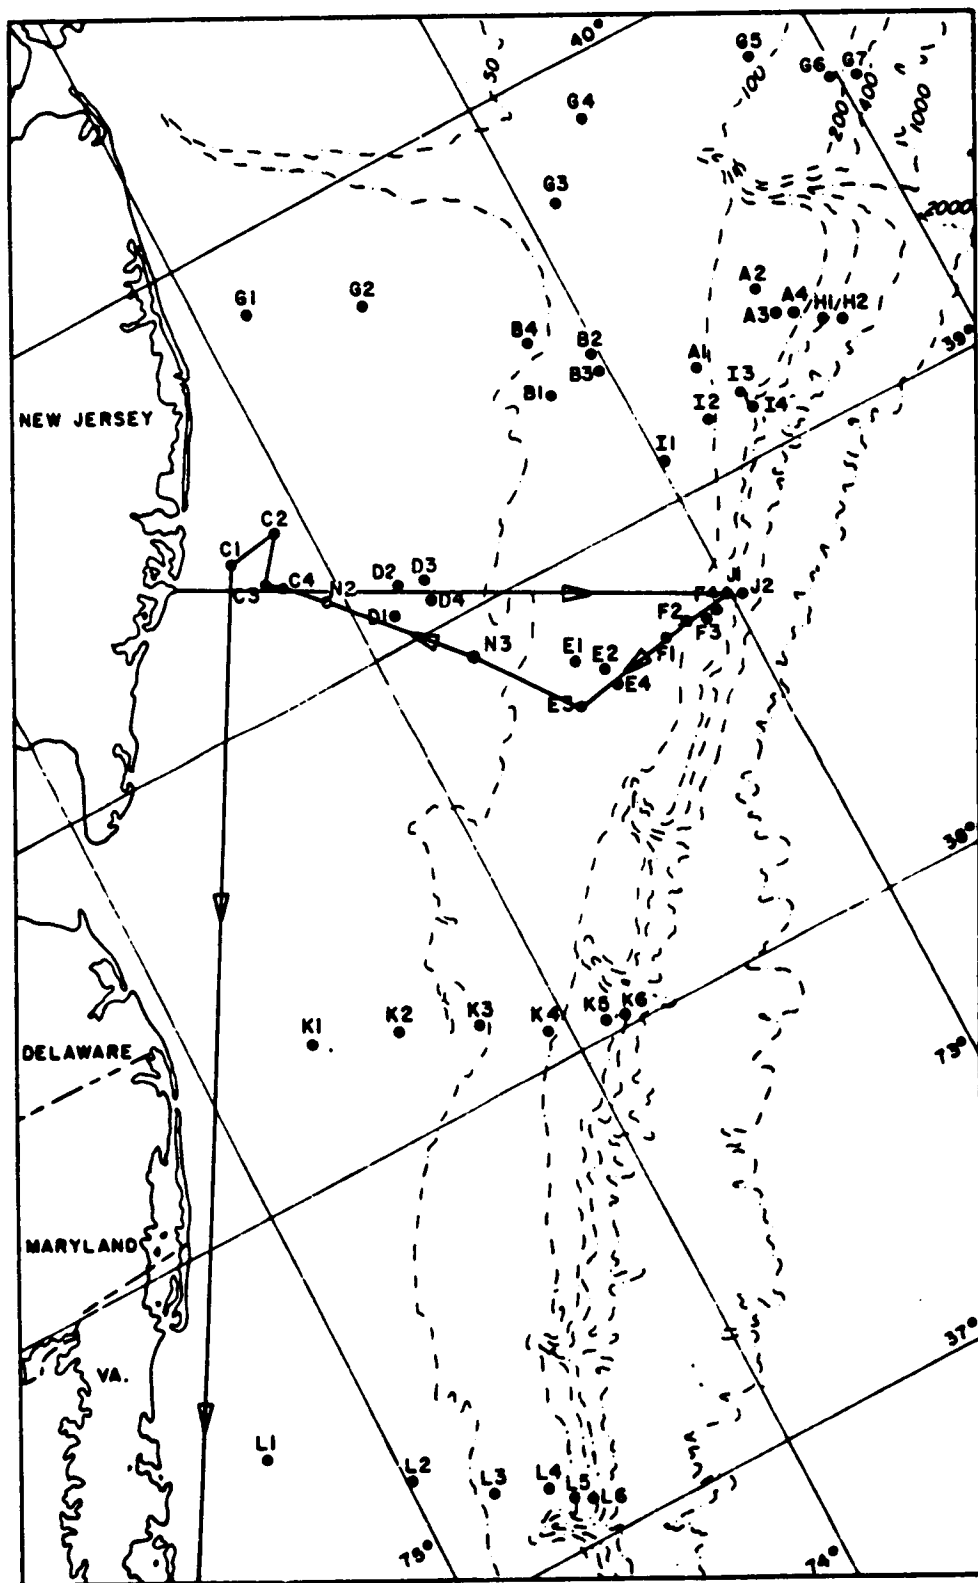 40°
G5
50
100
G6
G7
G4
200
400
1000
G3
2000
A2
G1
G2
A4
A3
H1/H2
B4
B2
39°
B3
A1
I3
B1
I4
I2
NEW JERSEY
I1
C2
C1
D2
D3
J1
J2
C3
C4
N2
D4
F4
D1
F2
F3
N3
E1
F1
E2
E4
E3
38°
K5
K6
K1
K2
K3
K4
73°
DELAWARE
MARYLAND
37°
VA.
L1
L2
L3
L4
L5
L6
75°
74°